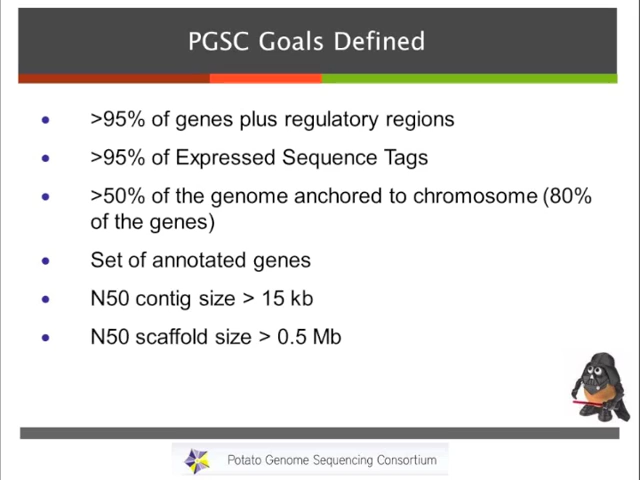 PGSC Goals Defined
>95% of genes plus regulatory regions
>95% of Expressed Sequence Tags
>50% of the genome anchored to chromosome (80%
of the genes)
Set of annotated genes
N50 contig size > 15 kb
N50 scaffold size > 0.5 Mb
Potato Genome Sequencing Consortium